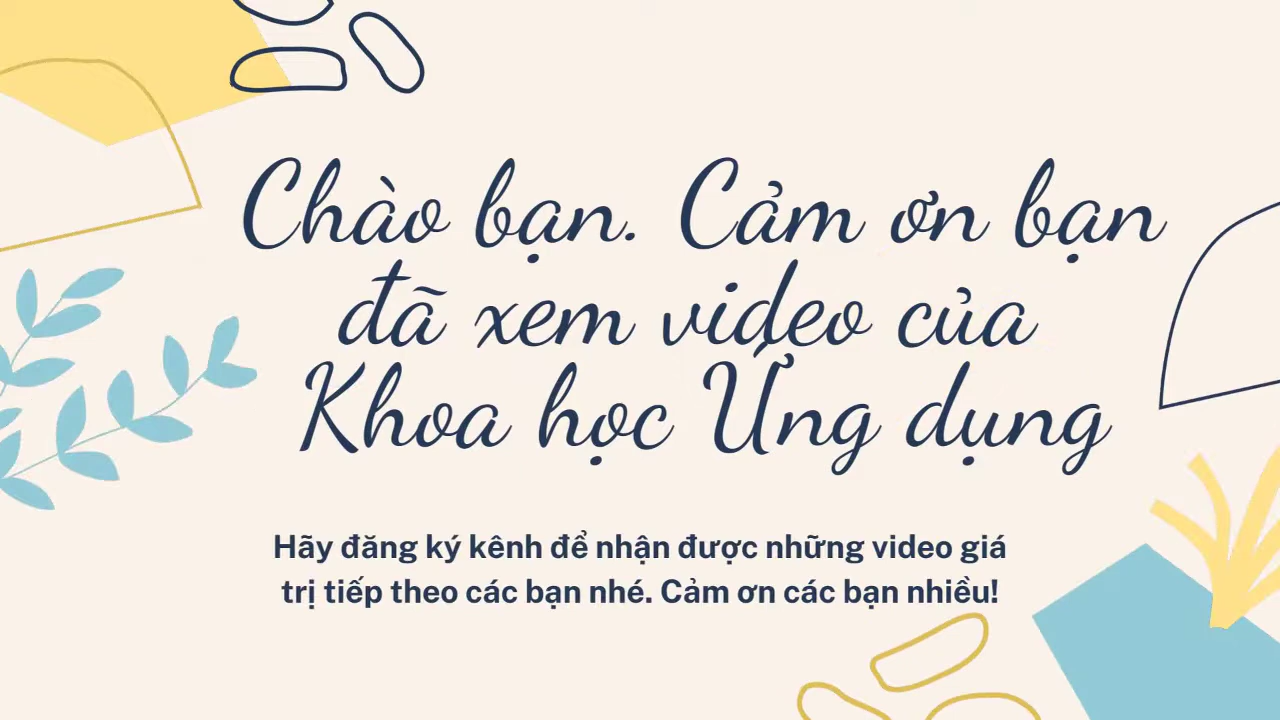 Chào bạn. Cảm ơn bạn
đã xem video của
Khoa học Ứng dụng
Hãy đăng ký kênh để nhận được những video giá
trị tiếp theo các bạn nhé. Cảm ơn các bạn nhiều!